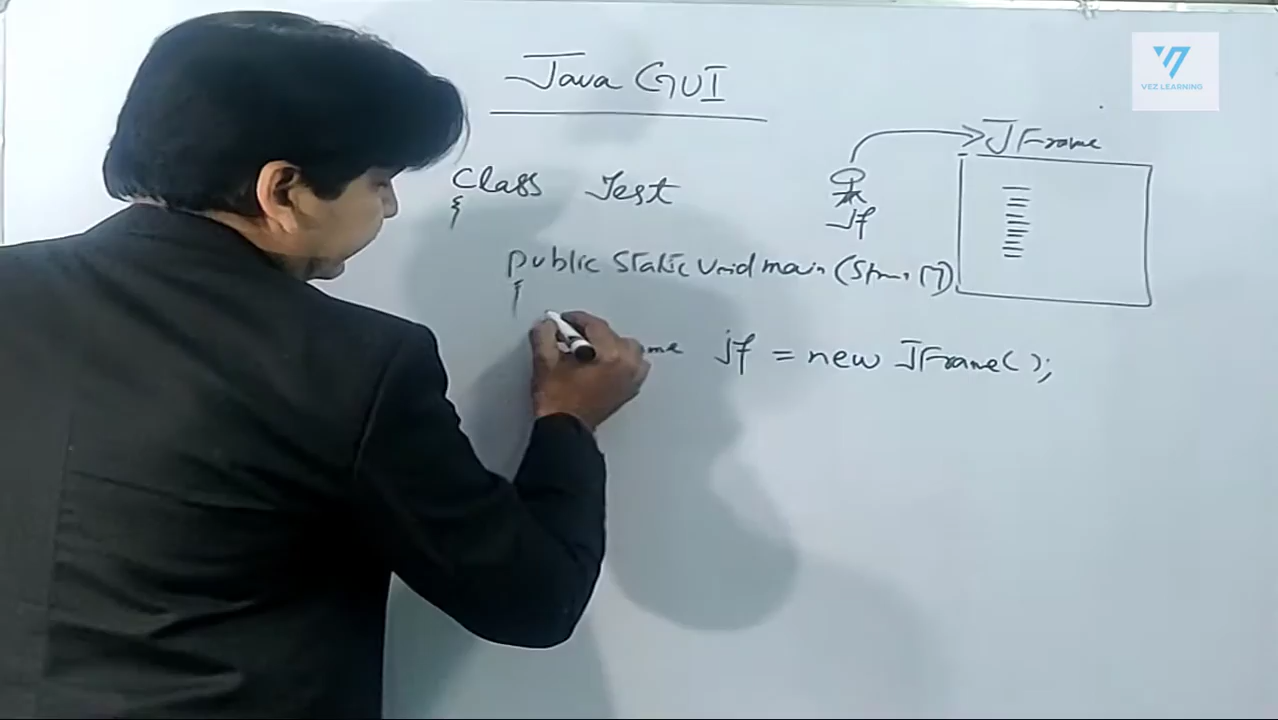 Java GUI
VEZ LEARNING
JFrame
Class Test
jf
{
public static void main (String [])
{
jf = new JFrame();